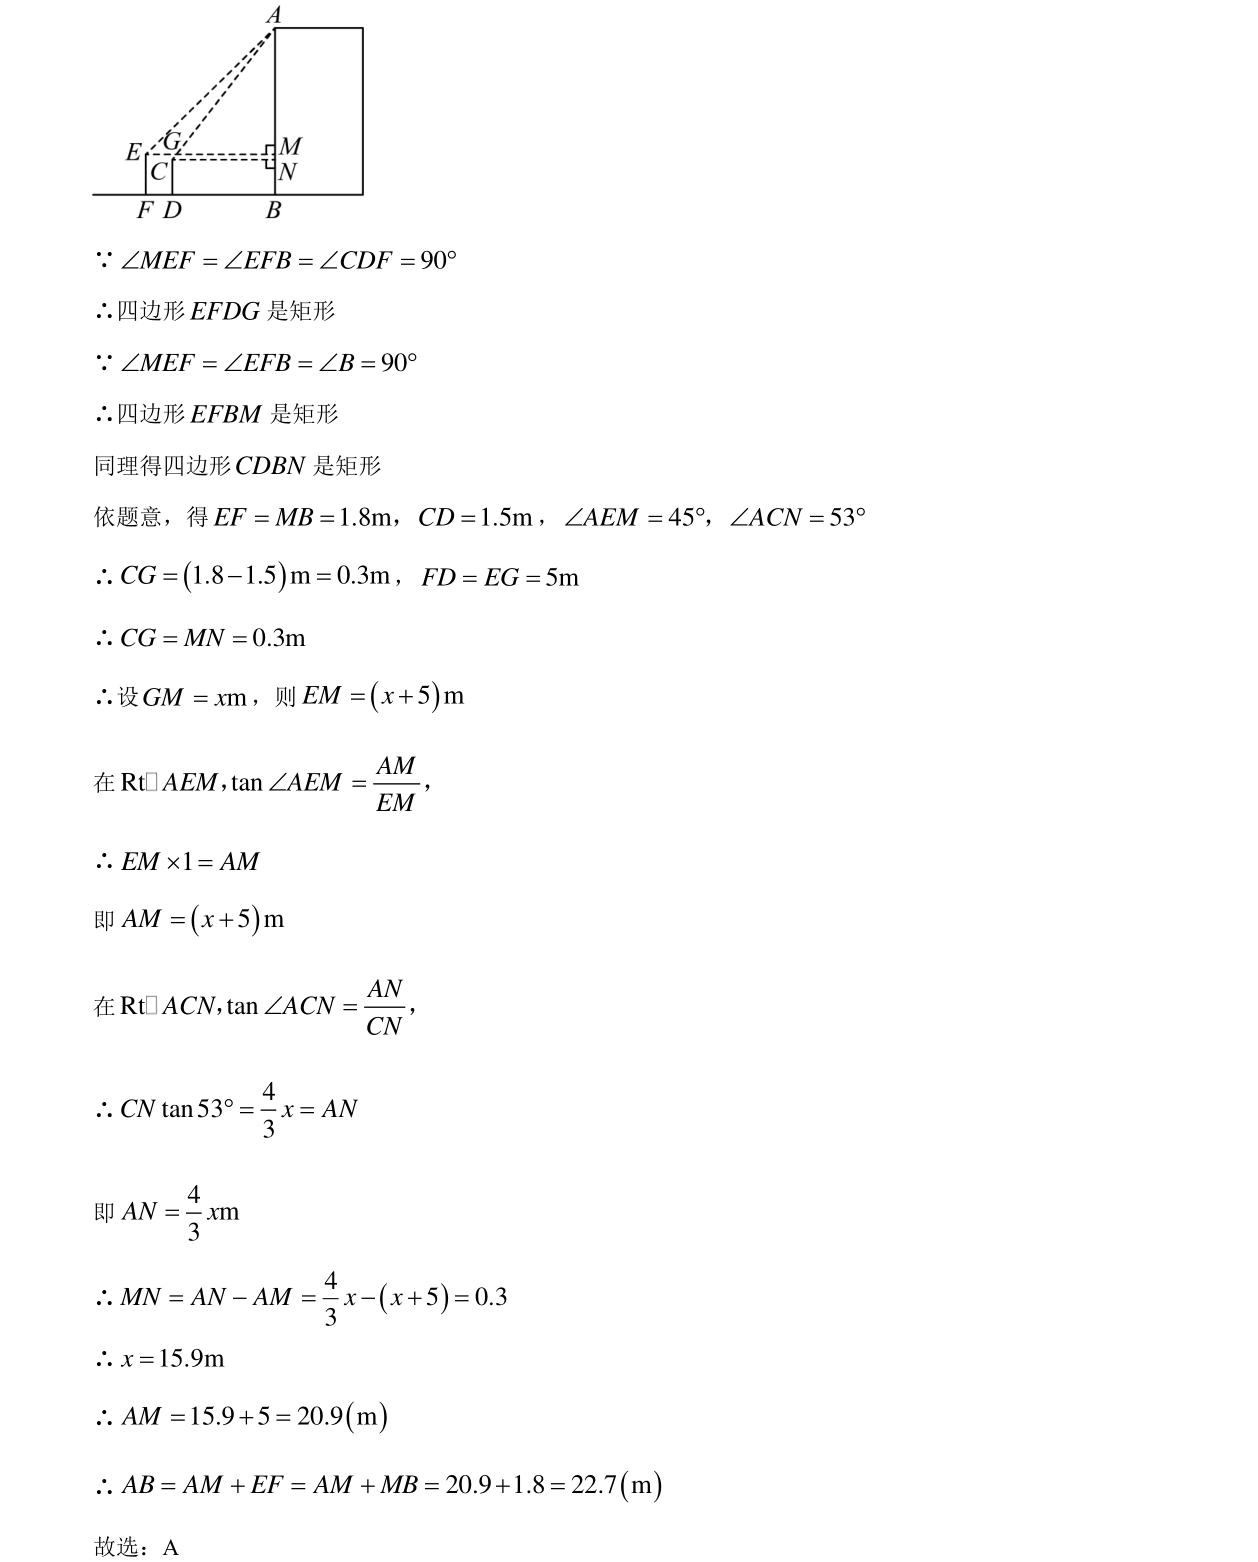 A
E G M
C N
F D B
∵ ∠MEF = ∠EFB = ∠CDF = 90°
∴四边形 EFDG 是矩形
∵ ∠MEF = ∠EFB = ∠B = 90°
∴四边形 EFBM 是矩形
同理得四边形 CDBN 是矩形
依题意，得 EF = MB = 1.8m，CD = 1.5m，∠AEM = 45°，∠ACN = 53°
∴ CG = (1.8−1.5)m = 0.3m，FD = EG = 5m
∴ CG = MN = 0.3m
∴设 GM = xm，则 EM = (x+5)m
在 Rt□ AEM, tan ∠AEM = AM/EM，
∴ EM ×1 = AM
即 AM = (x+5)m
在 Rt□ ACN, tan ∠ACN = AN/CN，
∴ CN tan 53° = 4/3 x = AN
即 AN = 4/3 xm
∴ MN = AN − AM = 4/3 x − (x+5) = 0.3
∴ x = 15.9m
∴ AM = 15.9+5 = 20.9(m)
∴ AB = AM + EF = AM + MB = 20.9+1.8 = 22.7(m)
故选：A